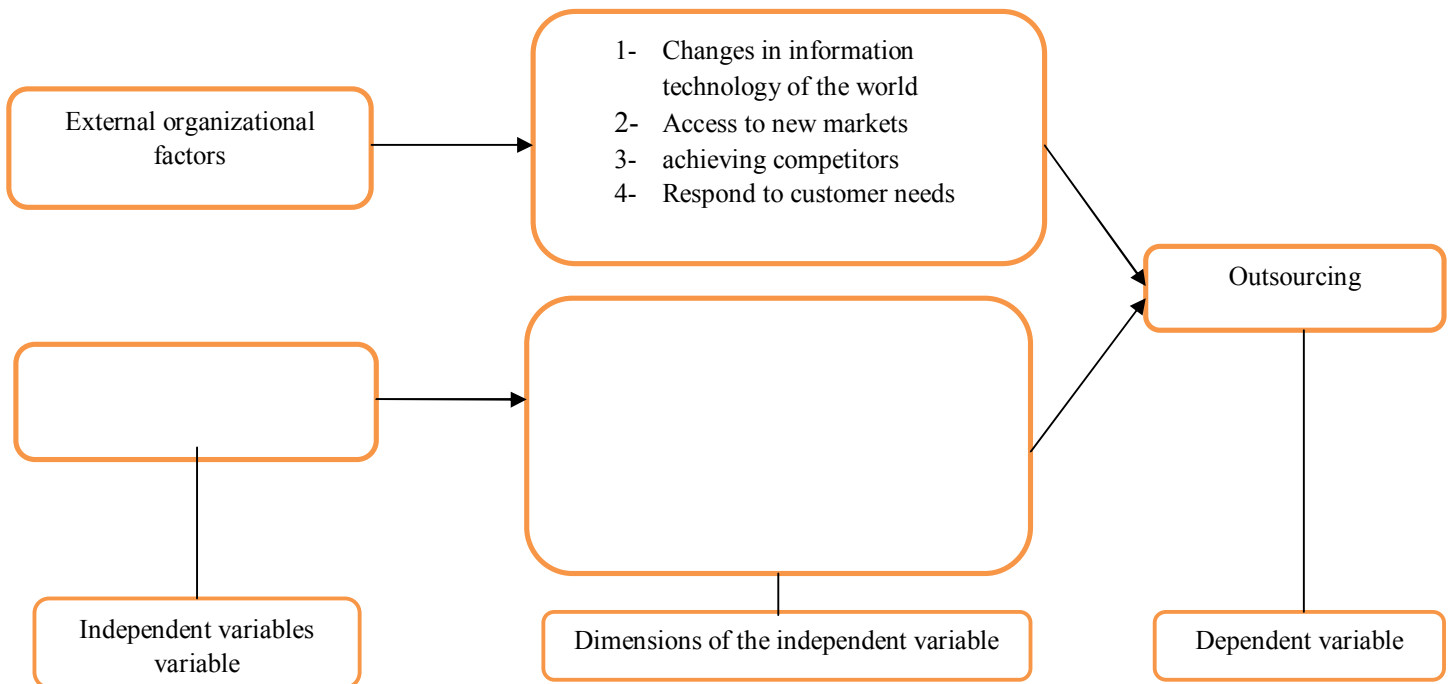 1- Changes in information
technology of the world
2- Access to new markets
3- achieving competitors
4- Respond to customer needs
External organizational
factors
Outsourcing
Independent variables
variable
Dimensions of the independent variable
Dependent variable